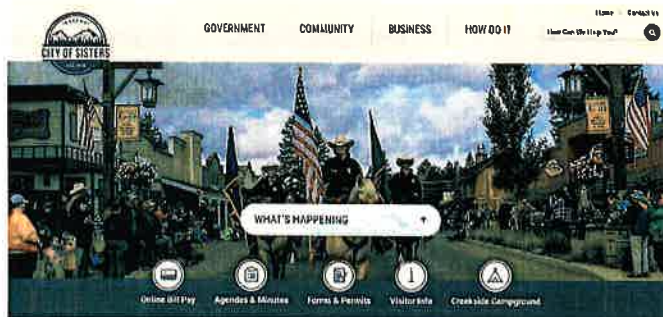 Home Contact Us
GOVERNMENT COMMUNITY BUSINESS HOW DO I?
How Can We Help You?
CITY OF SISTERS
WHAT'S HAPPENING
Online Bill Pay Agendas & Minutes Forms & Permits Visitor Info Creekside Campground